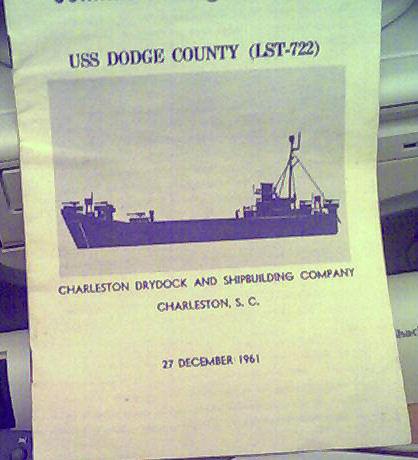 USS DODGE COUNTY (LST-722)
CHARLESTON DRYDOCK AND SHIPBUILDING COMPANY
CHARLESTON, S. C.
27 DECEMBER 1961